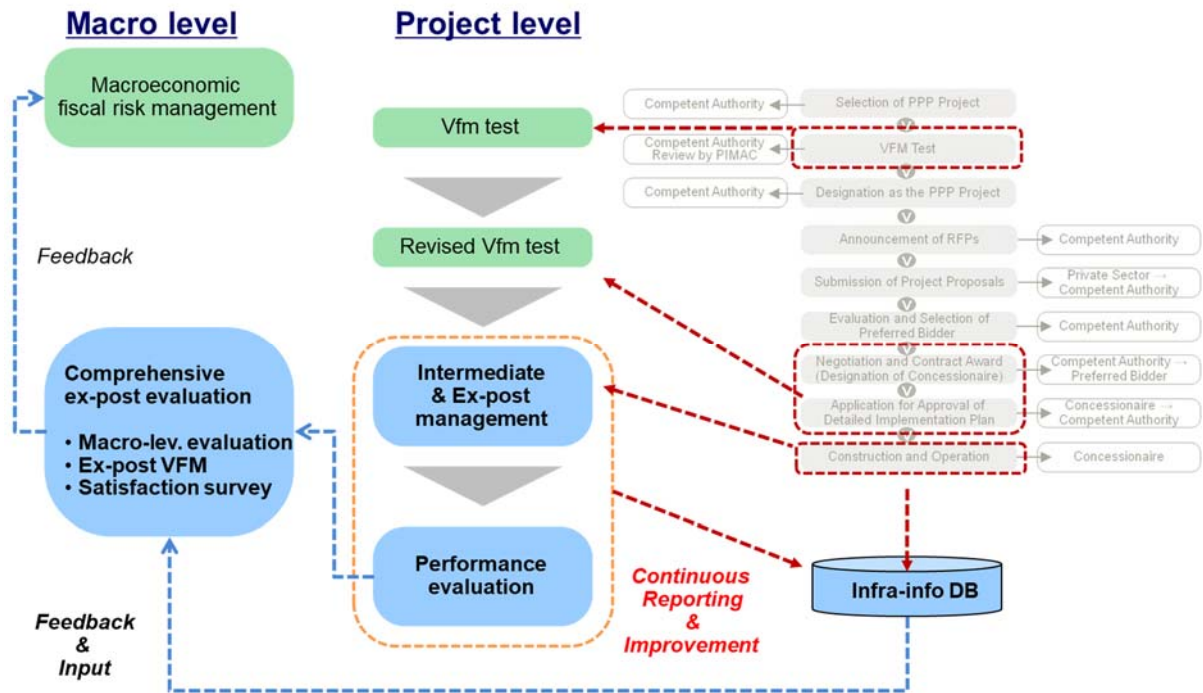 Macro level
Project level
Macroeconomic
fiscal risk management
Feedback
Comprehensive
ex-post evaluation
• Macro-lev. evaluation
• Ex-post VFM
• Satisfaction survey
Feedback
&
Input
Vfm test
Revised Vfm test
Intermediate
& Ex-post
management
Performance
evaluation
Continuous
Reporting
&
Improvement
Competent Authority
Selection of PPP Project
V
Competent Authority
Review by PIMAC
VFM Test
V
Competent Authority
Designation as the PPP Project
V
Announcement of RFPs
Competent Authority
V
Submission of Project Proposals
Private Sector →
Competent Authority
V
Evaluation and Selection of
Preferred Bidder
Competent Authority
V
Negotiation and Contract Award
(Designation of Concessionaire)
Competent Authority →
Preferred Bidder
V
Application for Approval of
Detailed Implementation Plan
Concessionaire →
Competent Authority
V
Construction and Operation
Concessionaire
Infra-info DB